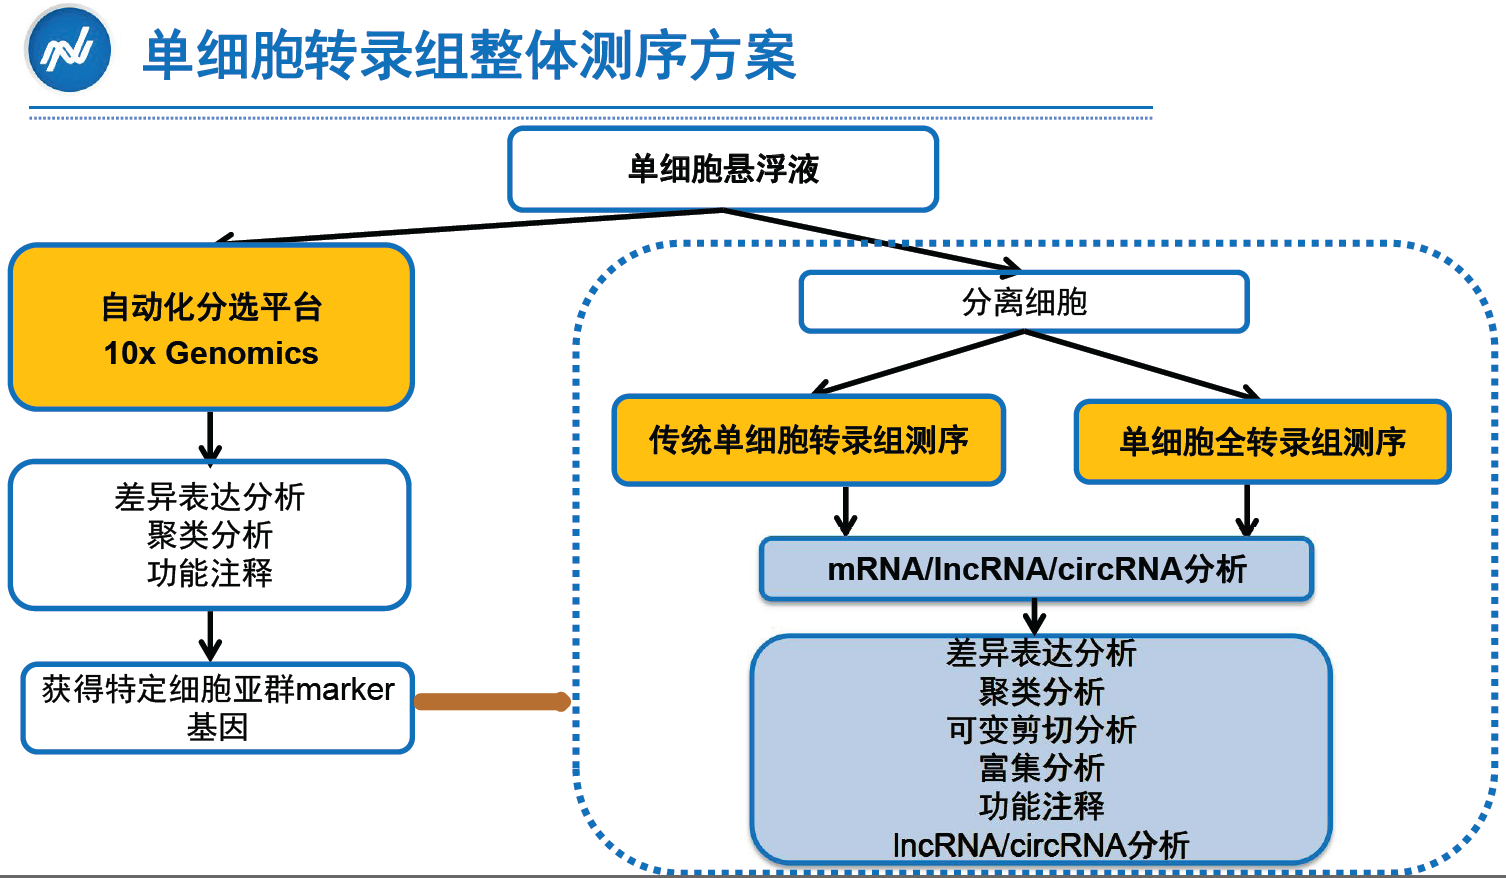 单细胞转录组整体测序方案
单细胞悬浮液
自动化分选平台
10x Genomics
差异表达分析
聚类分析
功能注释
获得特定细胞亚群marker
基因
分离细胞
传统单细胞转录组测序
单细胞全转录组测序
mRNA/lncRNA/circRNA分析
差异表达分析
聚类分析
可变剪切分析
富集分析
功能注释
lncRNA/circRNA分析